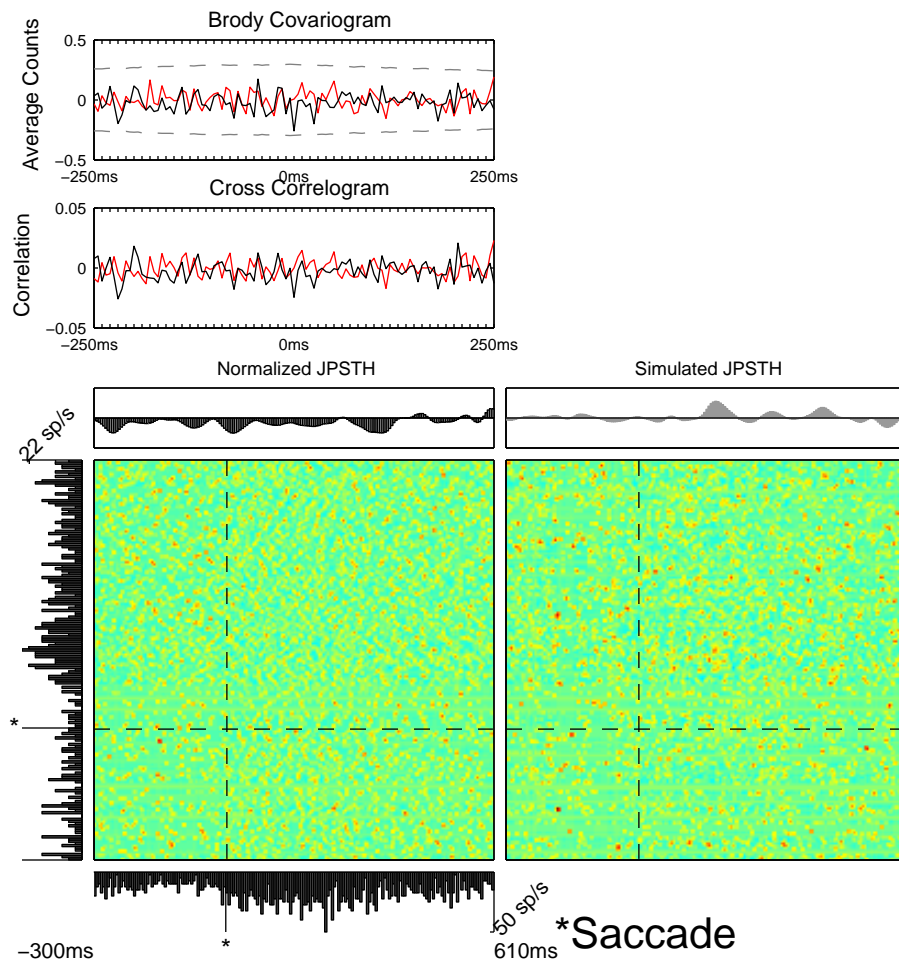 Brody Covariogram
0.5
0
−0.5
Average Counts
−250ms
0ms
250ms
Cross Correlogram
0.05
0
−0.05
Correlation
−250ms
0ms
250ms
Normalized JPSTH
Simulated JPSTH
22 sp/s
*
*
50 sp/s
−300ms
610ms
*Saccade